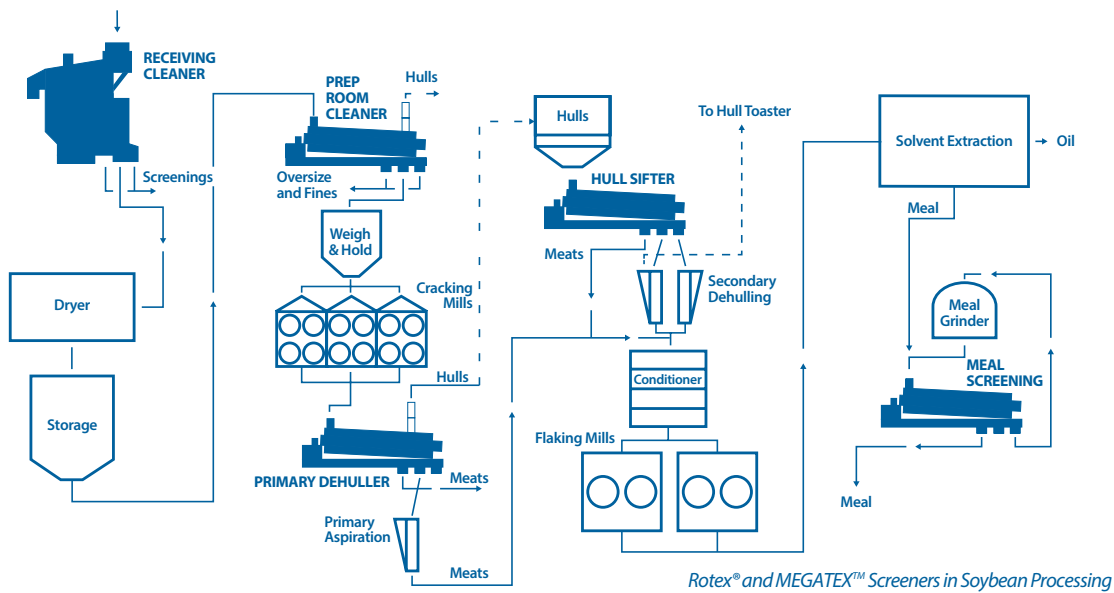 RECEIVING
CLEANER
Screenings
Dryer
Storage
PREP
ROOM
CLEANER
Hulls
Oversize
and Fines
Weigh
& Hold
Cracking
Mills
Hulls
PRIMARY DEHULLER
Meats
Primary
Aspiration
Meats
Hulls
HULL SIFTER
To Hull Toaster
Meats
Secondary
Dehulling
Conditioner
Flaking Mills
Solvent Extraction
Oil
Meal
Meal
Grinder
MEAL
SCREENING
Meal
Rotex® and MEGATEX™ Screeners in Soybean Processing